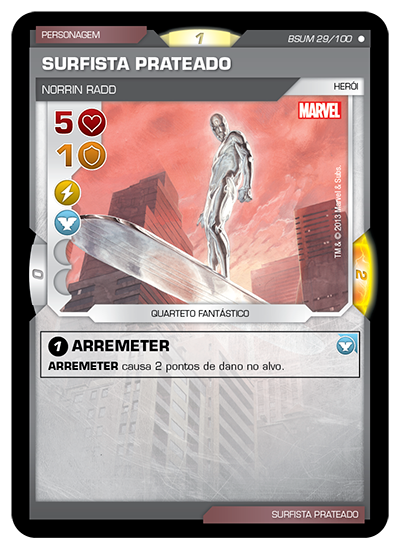 PERSONAGEM
1
BSUM 29/100
SURFISTA PRATEADO
NORRIN RADD
HERÓI
5
MARVEL
1
TM & © 2013 Marvel & Subs.
0
2
QUARTETO FANTÁSTICO
1 ARREMETER
ARREMETER causa 2 pontos de dano no alvo.
SURFISTA PRATEADO